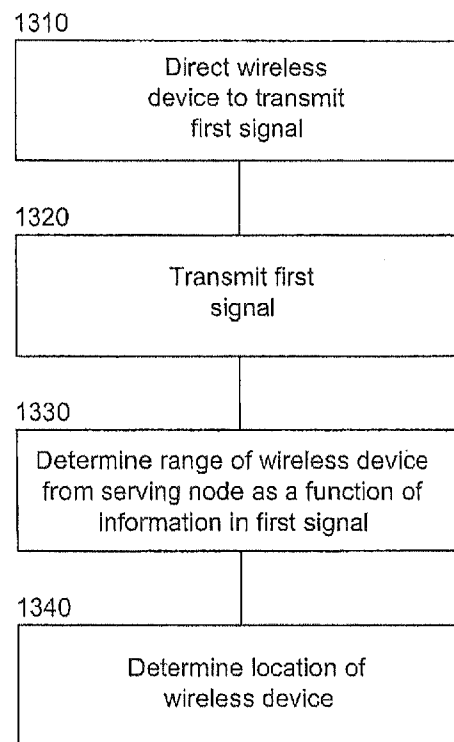 1310
Direct wireless
device to transmit
first signal
1320
Transmit first
signal
1330
Determine range of wireless device
from serving node as a function of
information in first signal
1340
Determine location of
wireless device